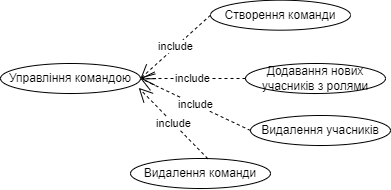 Створення команди
include
Управління командою
include
Додавання нових
учасників з ролями
include
Видалення учасників
include
Видалення команди